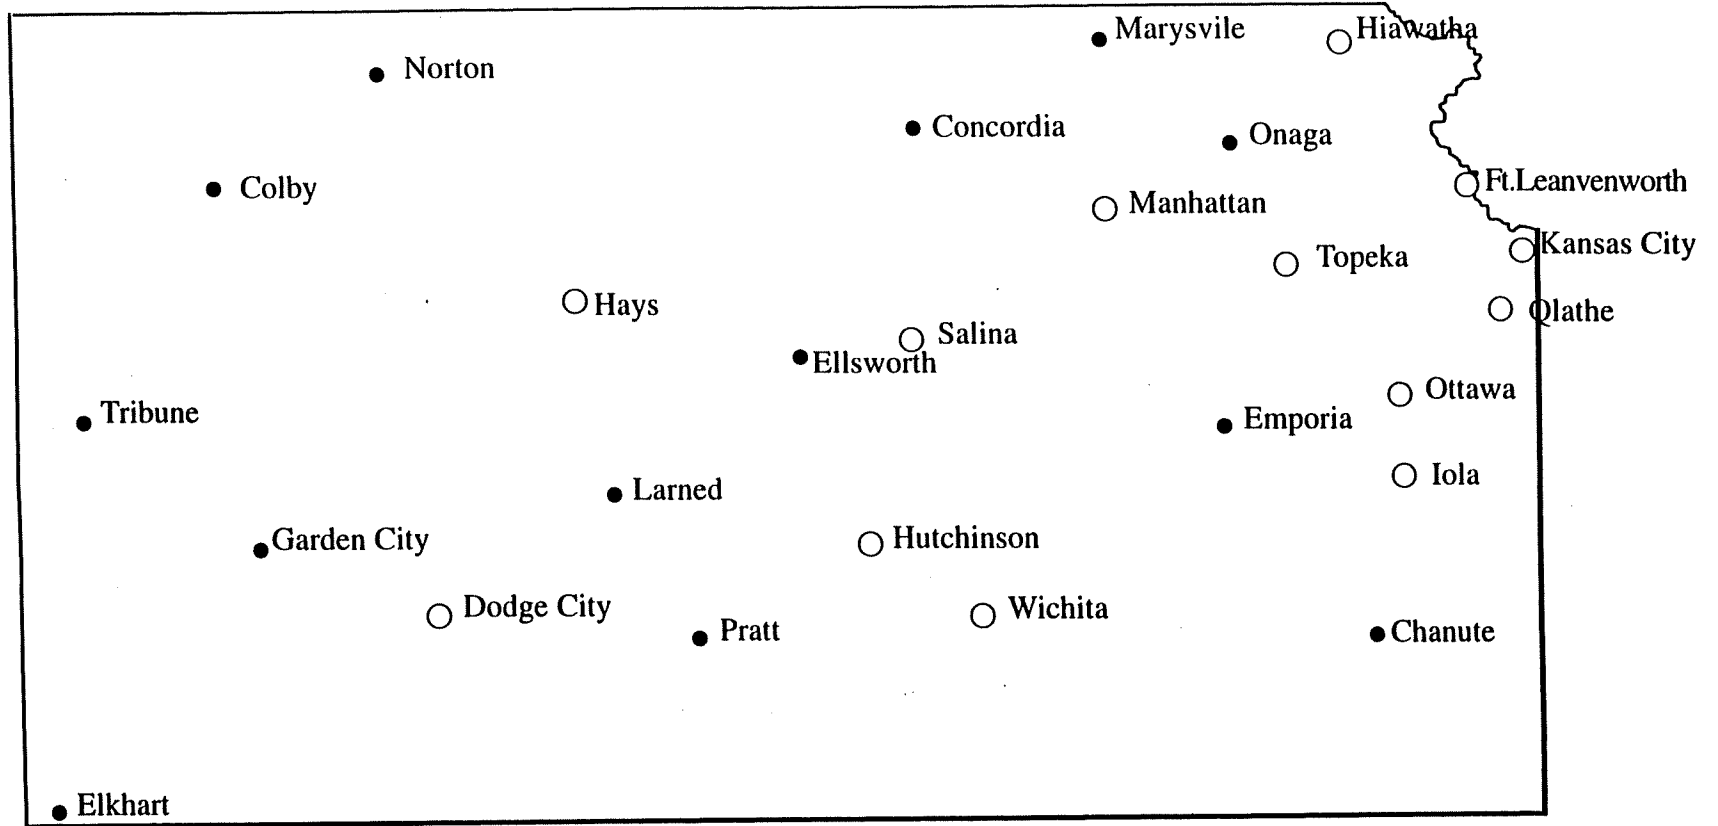 Marysvile
Hiawatha
Norton
Concordia
Onaga
Colby
Ft.Leanvenworth
Manhattan
Kansas City
Topeka
Hays
Qlathe
Salina
Ellsworth
Ottawa
Tribune
Emporia
Iola
Larned
Garden City
Hutchinson
Dodge City
Wichita
Pratt
Chanute
Elkhart